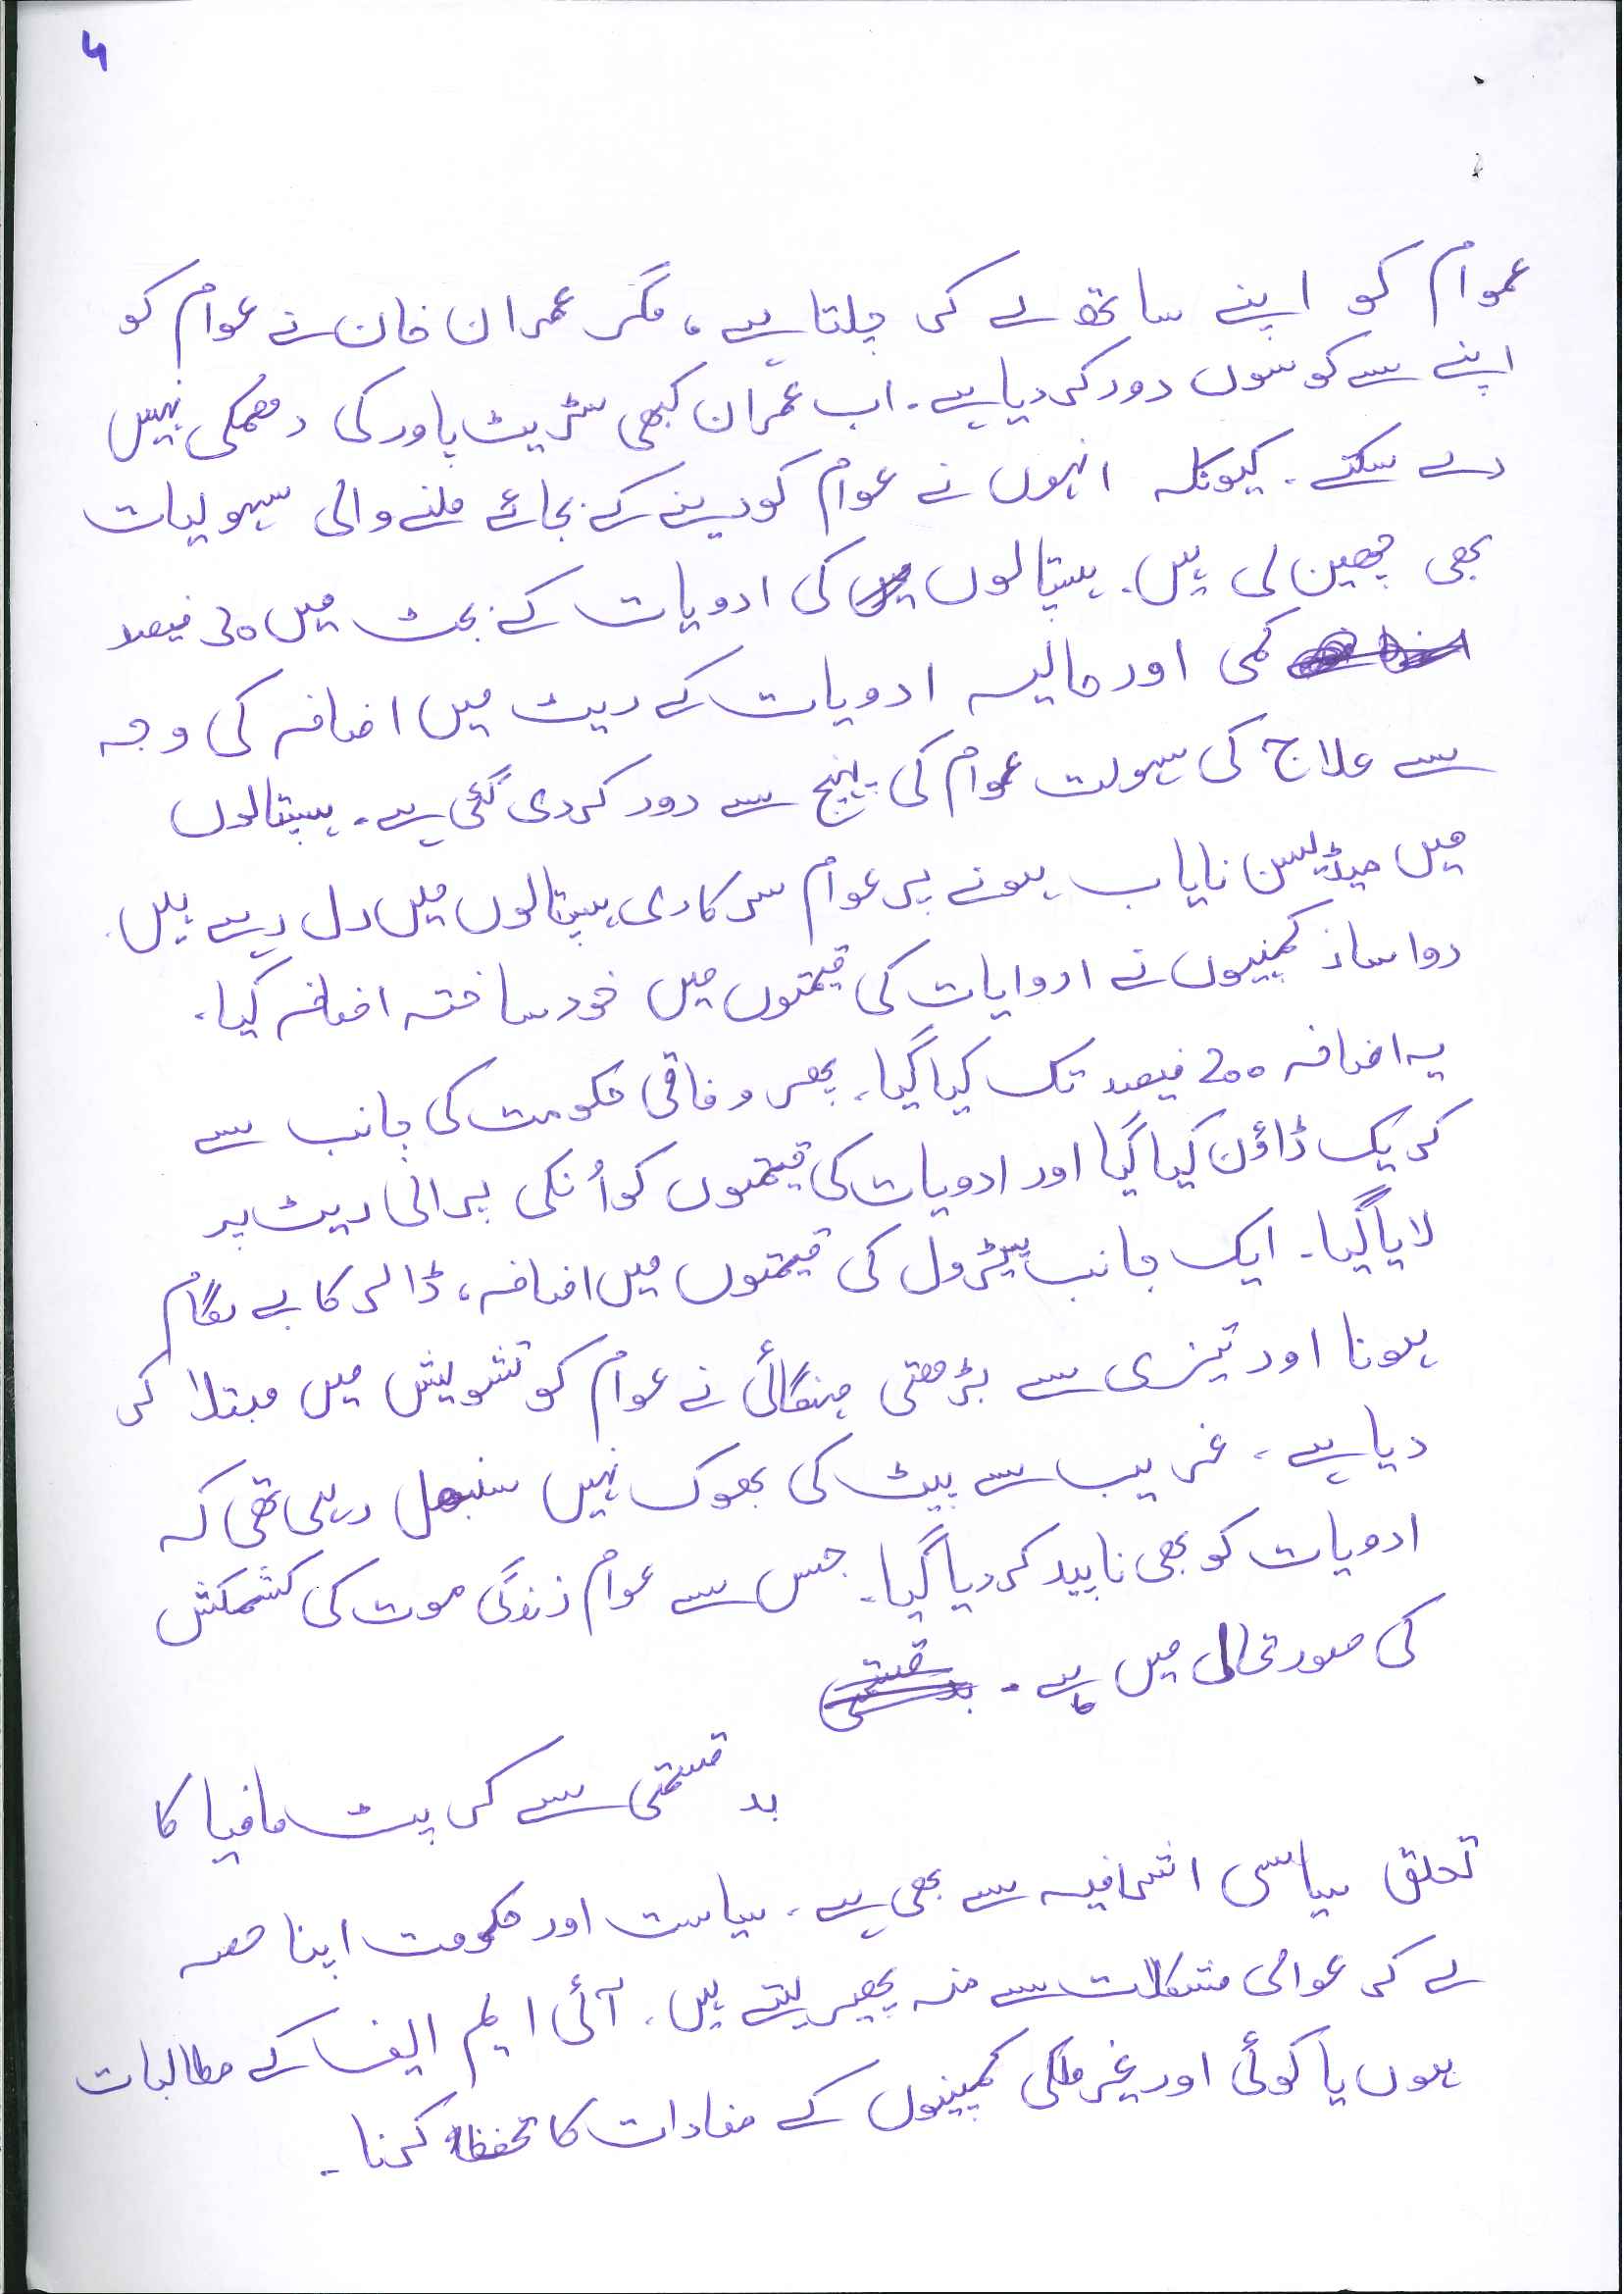 ۵
عوام کو اپنے ساتھ لے کر چلتا ہے، مگر عمران خان نے عوام کو
اپنے سے کوسوں دور کر دیا ہے۔ اب عمران کبھی سٹریٹ پاور کی دھمکی نہیں
دے سکتے۔ کیونکہ انہوں نے عوام کو دینے کے بجائے ملنے والی سہولیات
بھی چھین لی ہیں۔ ہسپتالوں کی ادویات کے بجٹ میں 30 فیصد
کمی اور حالیہ ادویات کے ریٹ میں اضافہ کی وجہ
سے علاج کی سہولت عوام کی پہنچ سے دور کر دی گئی ہے۔ ہسپتالوں
میں میڈیسن نایاب ہونے پر عوام سرکاری ہسپتالوں میں رل رہے ہیں۔
دوا ساز کمپنیوں نے ادوایات کی قیمتوں میں خود ساختہ اضافہ کیا۔
یہ اضافہ 200 فیصد تک کیا گیا۔ پھر وفاقی حکومت کی جانب سے
کریک ڈاؤن کیا گیا اور ادویات کی قیمتوں کو اُنکی پرانی ریٹ پر
لایا گیا۔ ایک جانب پیٹرول کی قیمتوں میں اضافہ، ڈالر کا بے لگام
ہونا اور تیزی سے بڑھتی مہنگائی نے عوام کو تشویش میں مبتلا کر
دیا ہے۔ غریب سے پیٹ کی بھوک نہیں سنبھل رہی تھی کہ
ادویات کو بھی ناپید کر دیا گیا۔ جس سے عوام زندگی موت کی کشمکش
کی صورتحال میں ہے۔
بدقسمتی سے کرپٹ مافیا کا
تعلق سیاسی اشرافیہ سے بھی ہے۔ سیاست اور حکومت اپنا حصہ
لے کر عوامی مشکلات سے منہ پھیر لیتے ہیں۔ آئی ایم ایف کے مطالبات
ہوں یا کوئی اور غیر ملکی کمپینوں کے مفادات کا تحفظ کرنا۔